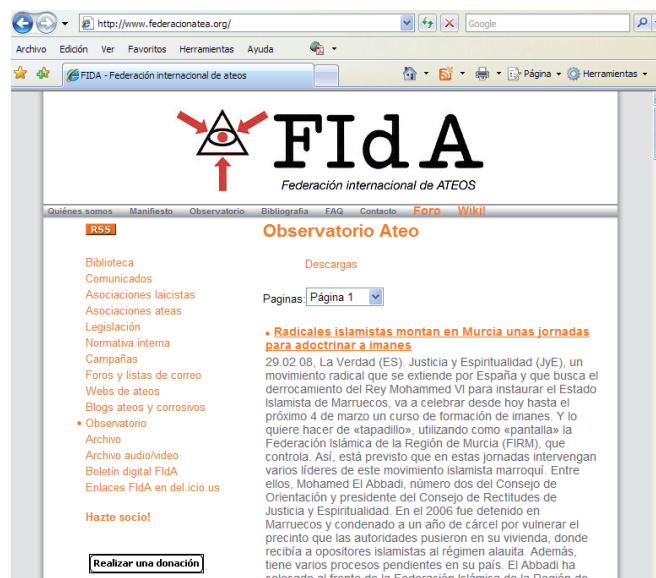 http://www.federacionatea.org/
Google
Archivo Edición Ver Favoritos Herramientas Ayuda
FIDA - Federación internacional de ateos
Página Herramientas
FIdA
Federación internacional de ATEOS
Quiénes somos Manifiesto Observatorio Bibliografia FAQ Contacto Foro Wiki!
RSS
Observatorio Ateo
Biblioteca
Comunicados
Asociaciones laicistas
Asociaciones ateas
Legislación
Normativa interna
Campañas
Foros y listas de correo
Webs de ateos
Blogs ateos y corrosivos
Observatorio
Archivo
Archivo audio/video
Boletín digital FIdA
Enlaces FIdA en del.icio.us
Hazte socio!
Realizar una donación
Descargas
Paginas: Página 1
Radicales islamistas montan en Murcia unas jornadas
para adoctrinar a imanes
29.02.08, La Verdad (ES). Justicia y Espiritualidad (JyE), un
movimiento radical que se extiende por España y que busca el
derrocamiento del Rey Mohammed VI para instaurar el Estado
Islamista de Marruecos, va a celebrar desde hoy hasta el
próximo 4 de marzo un curso de formación de imanes. Y lo
quiere hacer de «tapadillo», utilizando como «pantalla» la
Federación Islámica de la Región de Murcia (FIRM), que
controla. Así, está previsto que en estas jornadas intervengan
varios líderes de este movimiento islamista marroquí. Entre
ellos, Mohamed El Abbadi, número dos del Consejo de
Orientación y presidente del Consejo de Rectitudes de
Justicia y Espiritualidad. En el 2006 fue detenido en
Marruecos y condenado a un año de cárcel por vulnerar el
precinto que las autoridades pusieron en su vivienda, donde
recibía a opositores islamistas al régimen alauita. Además,
tiene varios procesos pendientes en su país. El Abbadi ha
colocado al frente de la Federación Islámica de la Región de